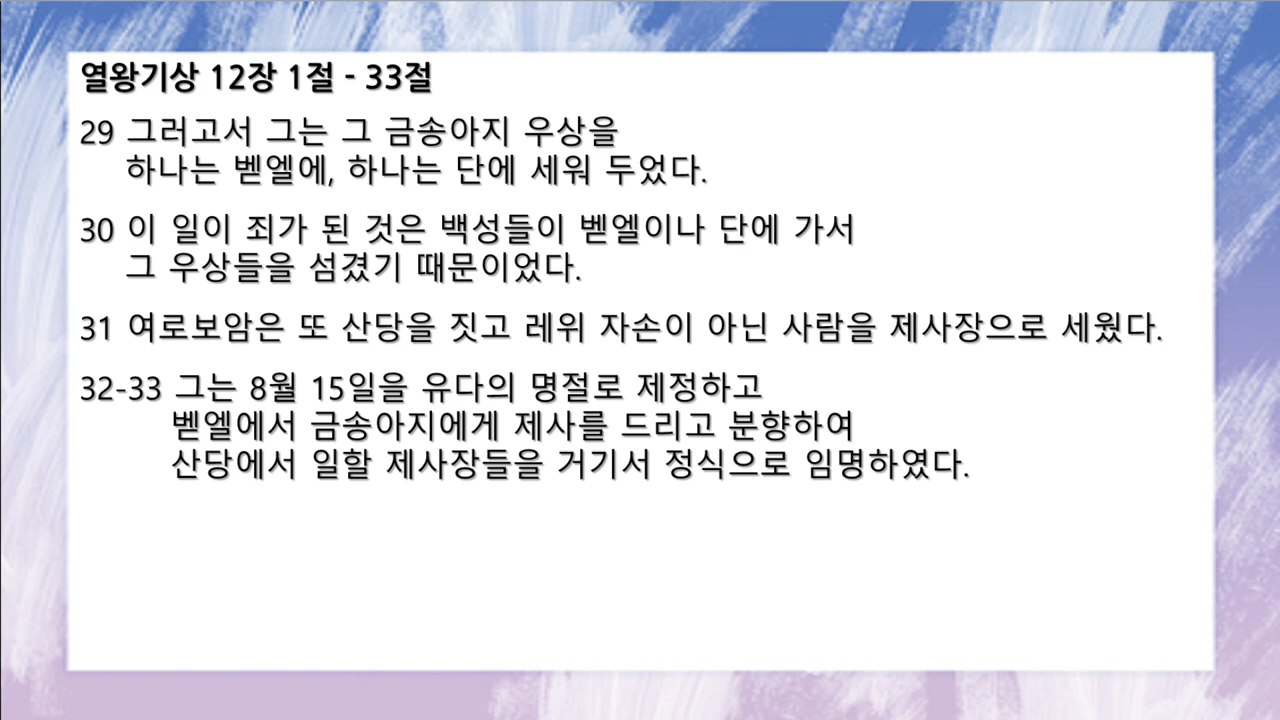 열왕기상 12장 1절 - 33절
29 그러고서 그는 그 금송아지 우상을
하나는 벧엘에, 하나는 단에 세워 두었다.
30 이 일이 죄가 된 것은 백성들이 벧엘이나 단에 가서
그 우상들을 섬겼기 때문이었다.
31 여로보암은 또 산당을 짓고 레위 자손이 아닌 사람을 제사장으로 세웠다.
32-33 그는 8월 15일을 유다의 명절로 제정하고
벧엘에서 금송아지에게 제사를 드리고 분향하여
산당에서 일할 제사장들을 거기서 정식으로 임명하였다.